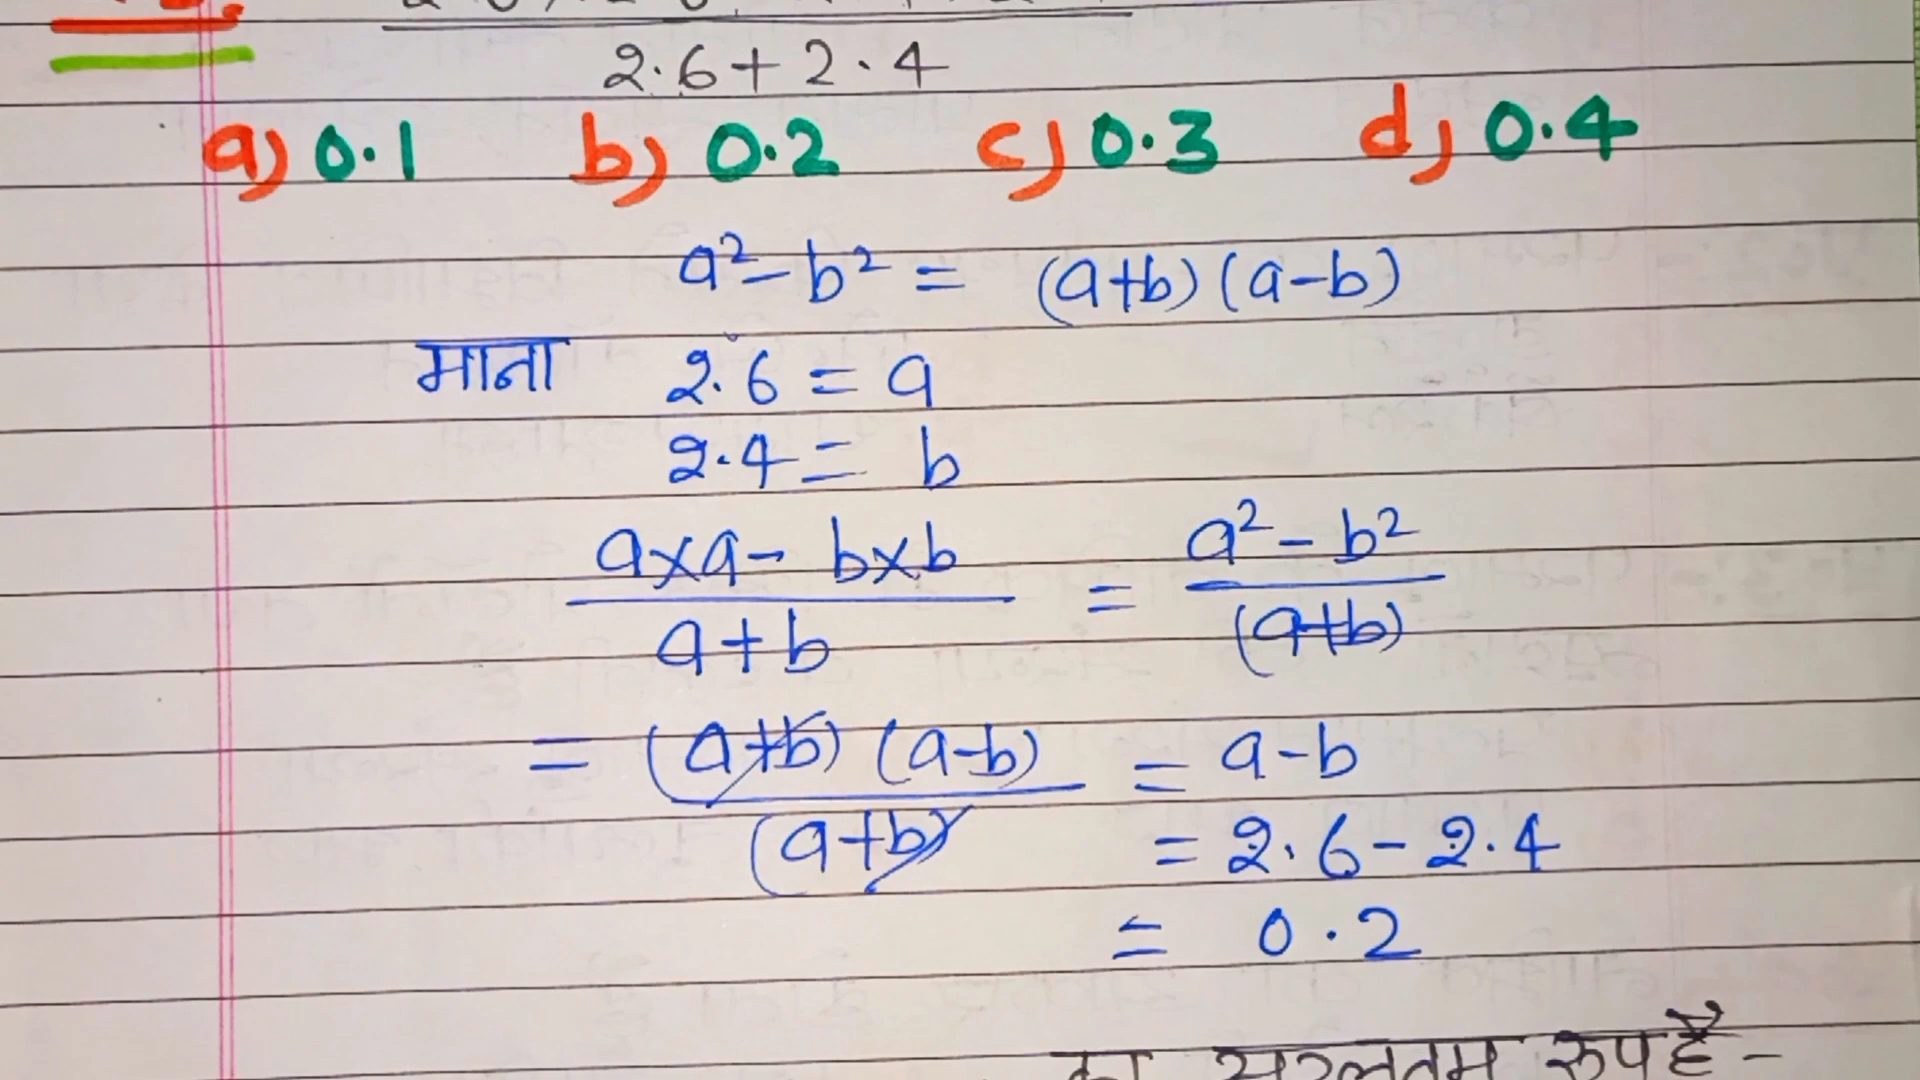 2.6+2.4
a) 0.1 b) 0.2 c) 0.3 d) 0.4
a²-b² = (a+b)(a-b)
माना 2.6 = a
2.4 = b
a×a- b×b / a+b = a²-b² / (a+b)
= (a+b)(a-b) / (a+b) = a-b
= 2.6-2.4
= 0.2
का सरलतम रूप है -